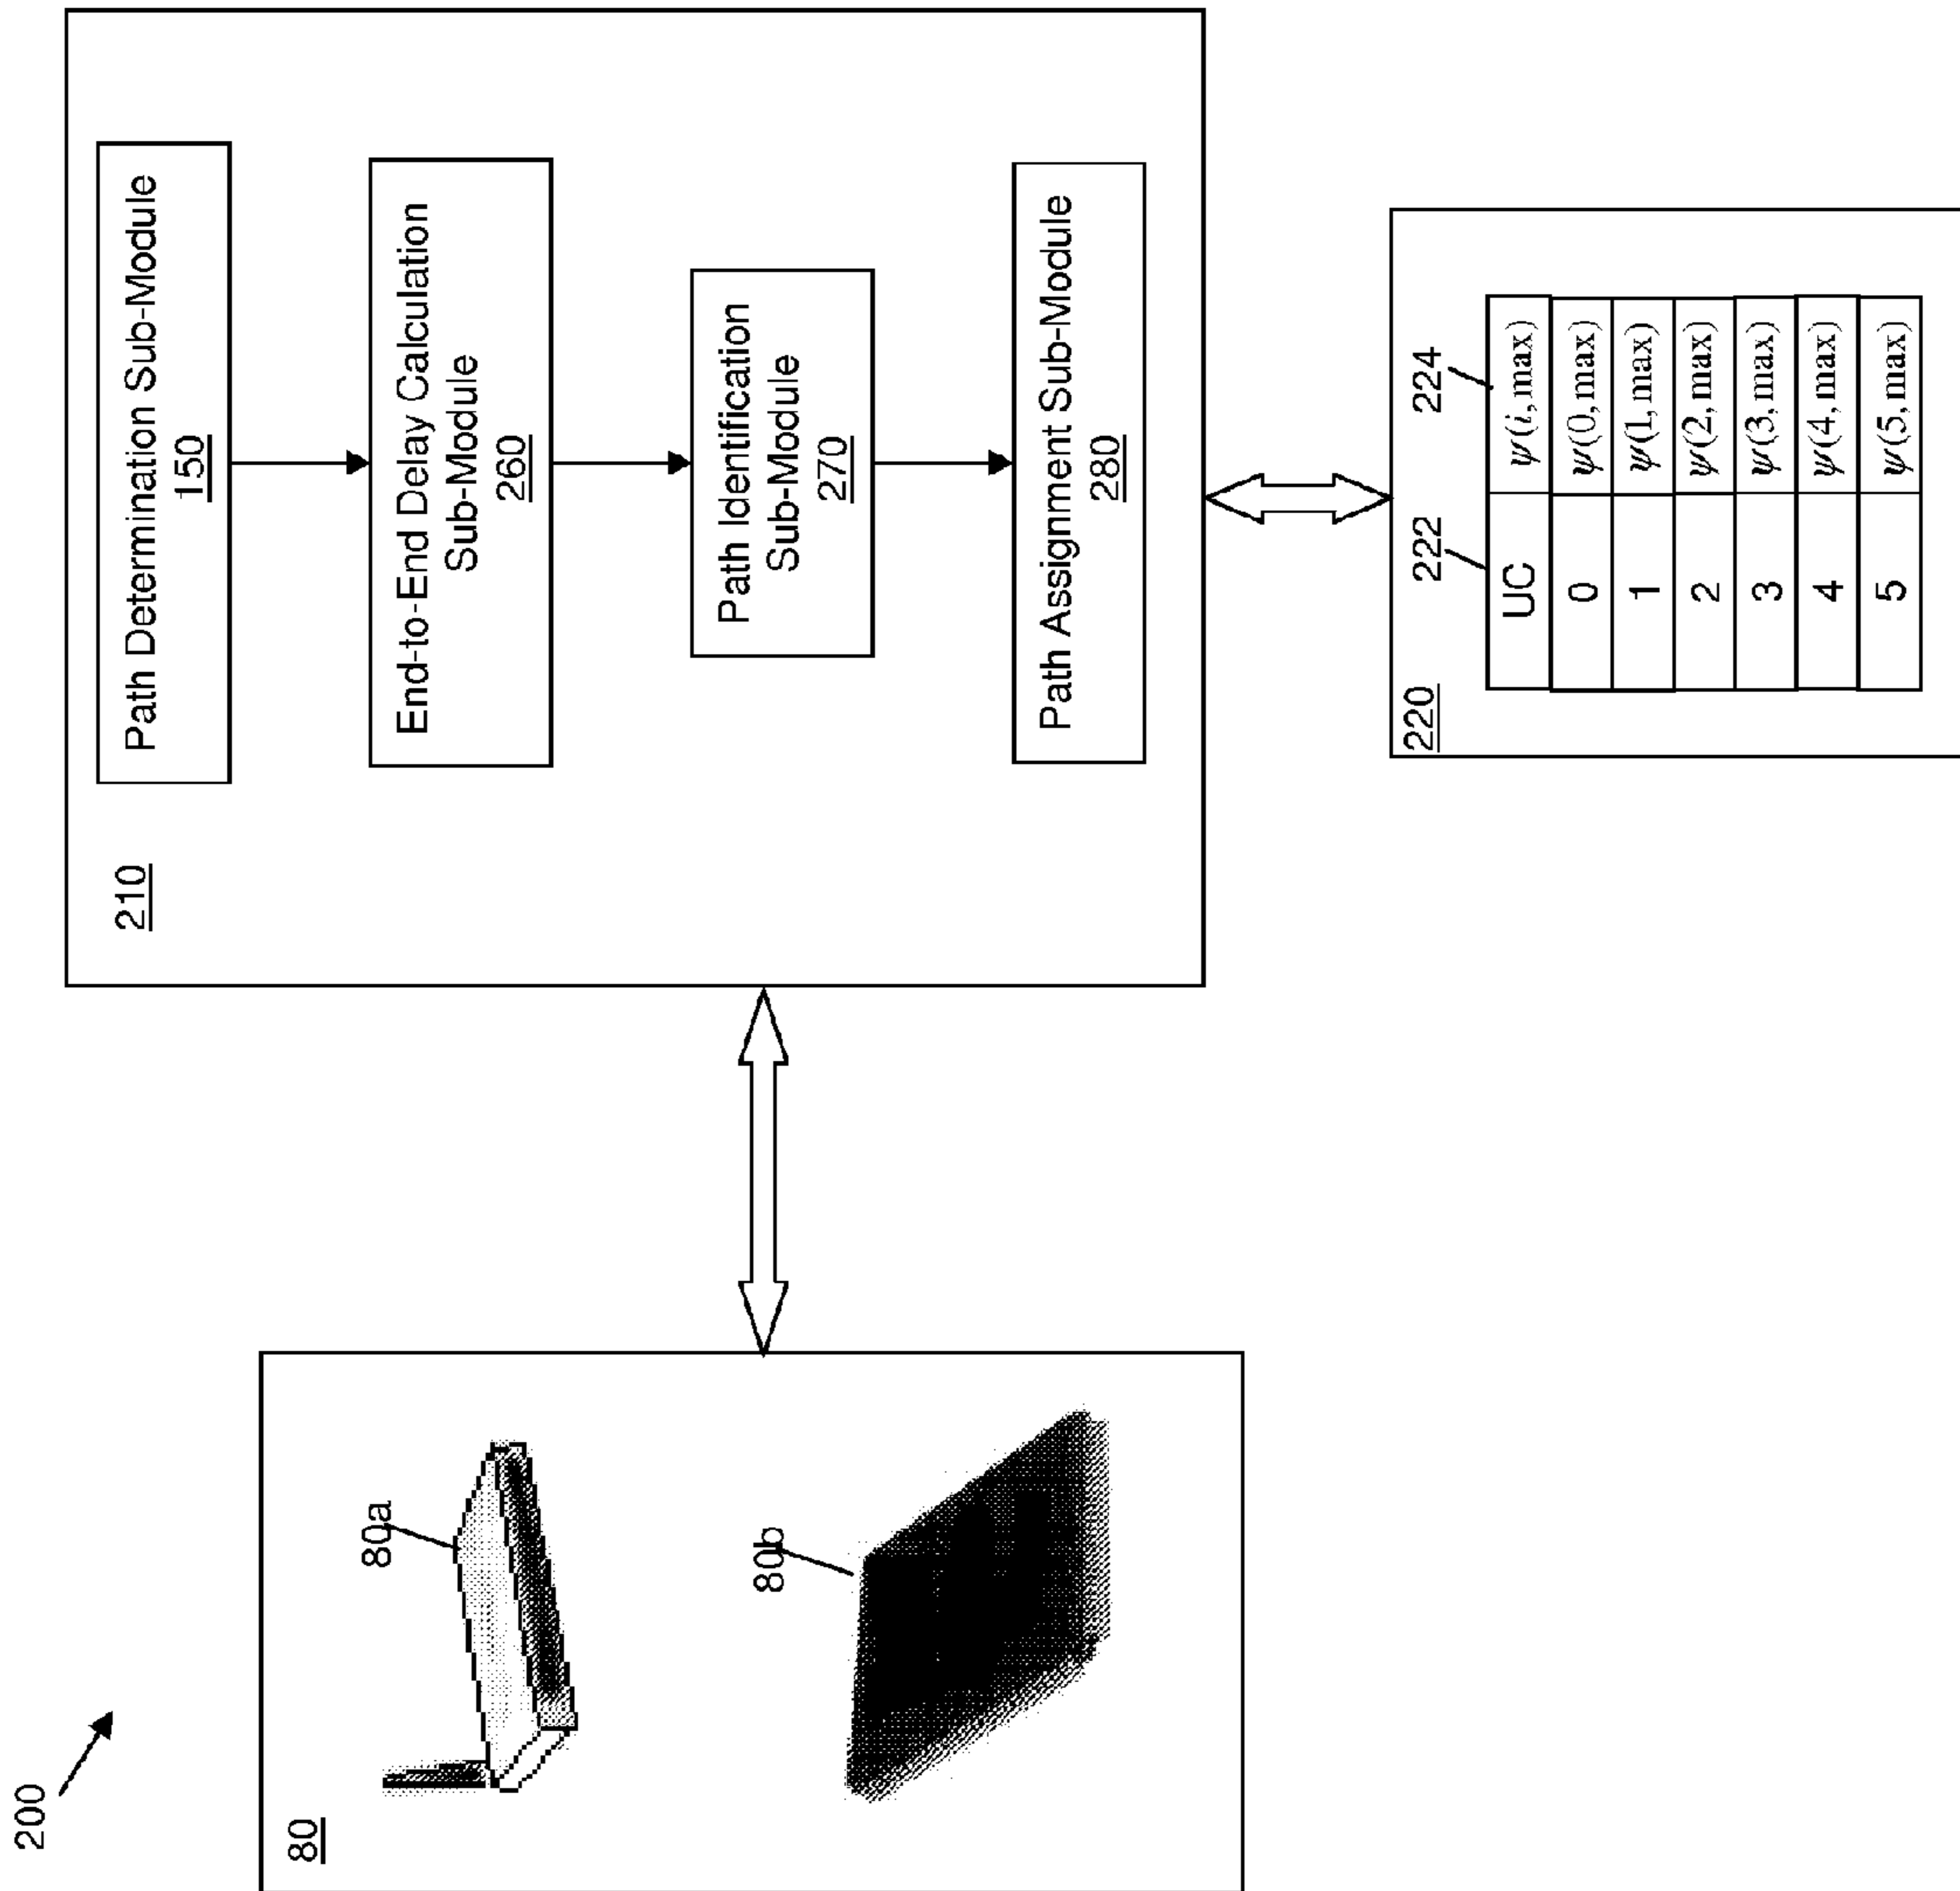 200
80
80a
80b
210
Path Determination Sub-Module
150
End-to-End Delay Calculation
Sub-Module
260
Path Identification
Sub-Module
270
Path Assignment Sub-Module
280
220
222
224
UC ψ(i,max)
0 ψ(0,max)
1 ψ(1,max)
2 ψ(2,max)
3 ψ(3,max)
4 ψ(4,max)
5 ψ(5,max)